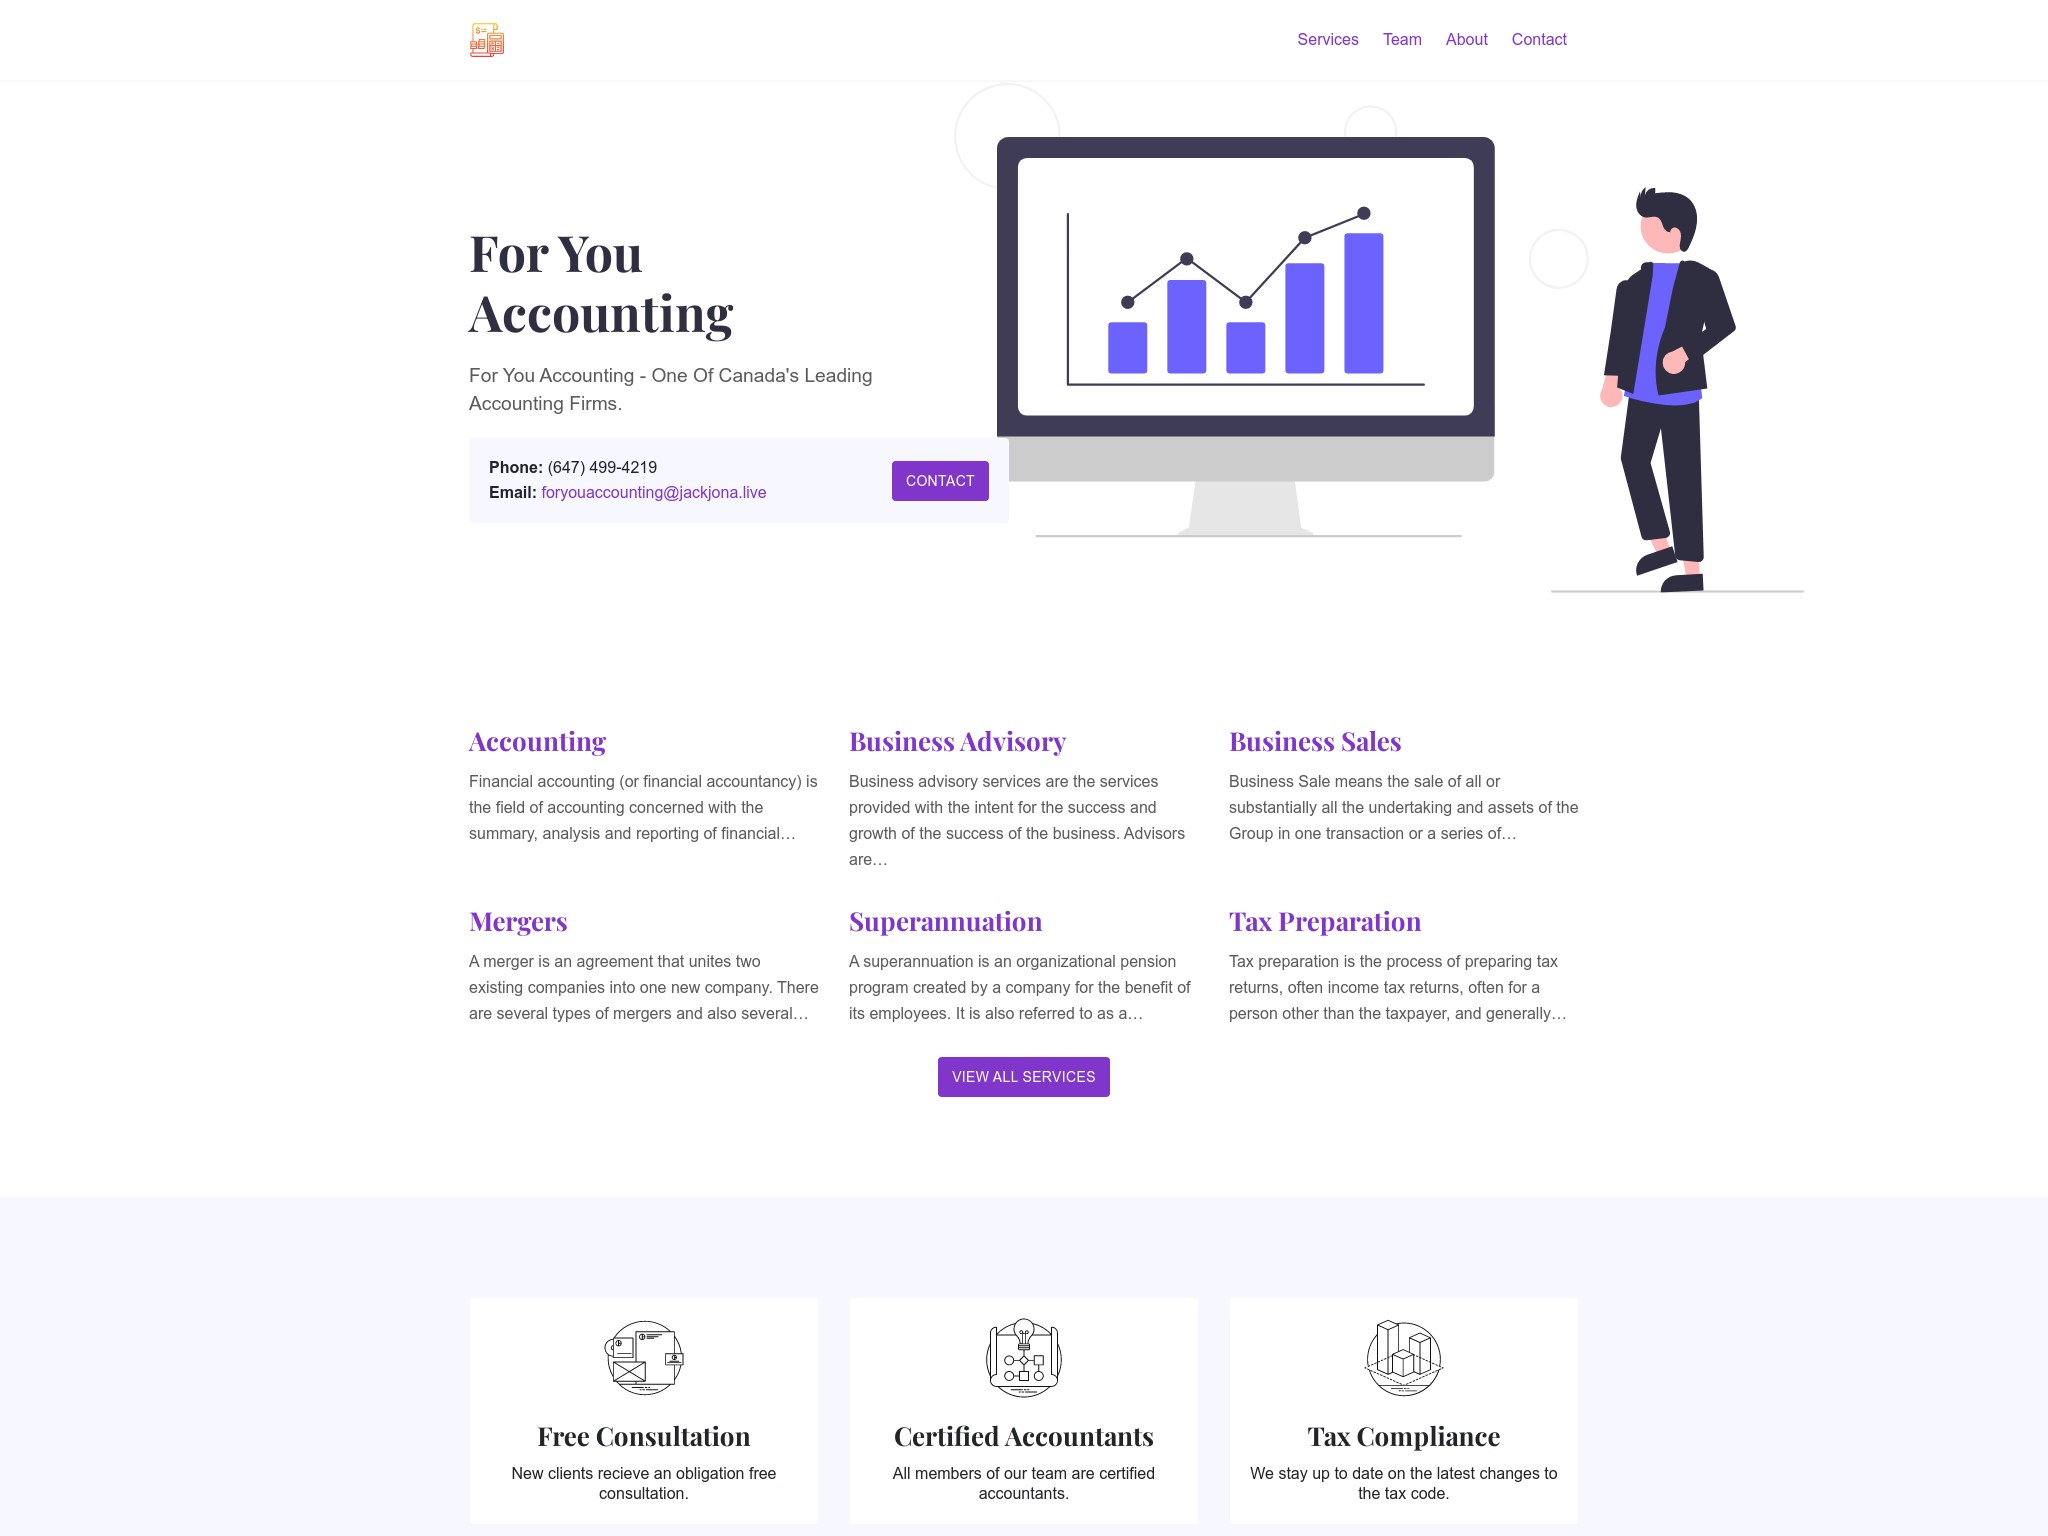 Services Team About Contact
For You
Accounting
For You Accounting - One Of Canada's Leading
Accounting Firms.
Phone: (647) 499-4219
Email: foryouaccounting@jackjona.live
CONTACT
Accounting
Financial accounting (or financial accountancy) is
the field of accounting concerned with the
summary, analysis and reporting of financial…
Business Advisory
Business advisory services are the services
provided with the intent for the success and
growth of the success of the business. Advisors
are…
Business Sales
Business Sale means the sale of all or
substantially all the undertaking and assets of the
Group in one transaction or a series of…
Mergers
A merger is an agreement that unites two
existing companies into one new company. There
are several types of mergers and also several…
Superannuation
A superannuation is an organizational pension
program created by a company for the benefit of
its employees. It is also referred to as a…
Tax Preparation
Tax preparation is the process of preparing tax
returns, often income tax returns, often for a
person other than the taxpayer, and generally…
VIEW ALL SERVICES
Free Consultation
New clients recieve an obligation free
consultation.
Certified Accountants
All members of our team are certified
accountants.
Tax Compliance
We stay up to date on the latest changes to
the tax code.